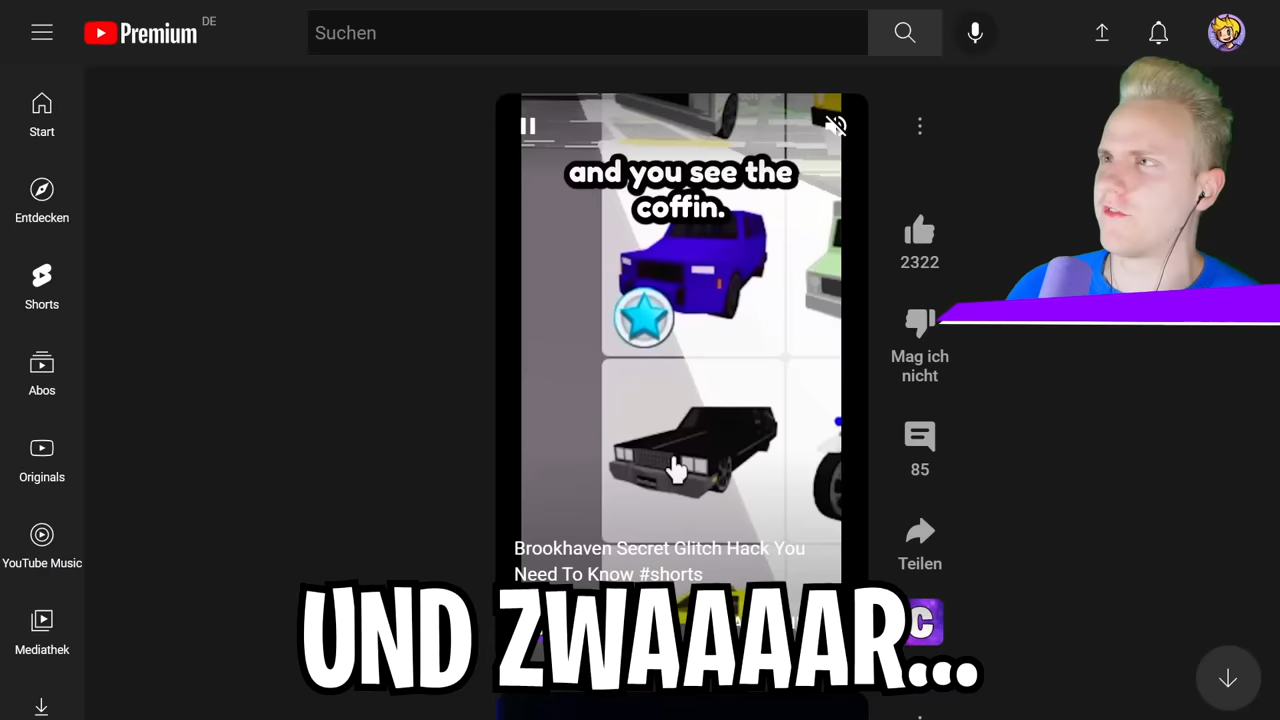 Premium DE
Suchen
Start
Entdecken
Shorts
Abos
Originals
YouTube Music
Mediathek
and you see the
coffin.
Brookhaven Secret Glitch Hack You
Need To Know #shorts
2322
Mag ich
nicht
85
Teilen
C
UND ZWAAAAR...